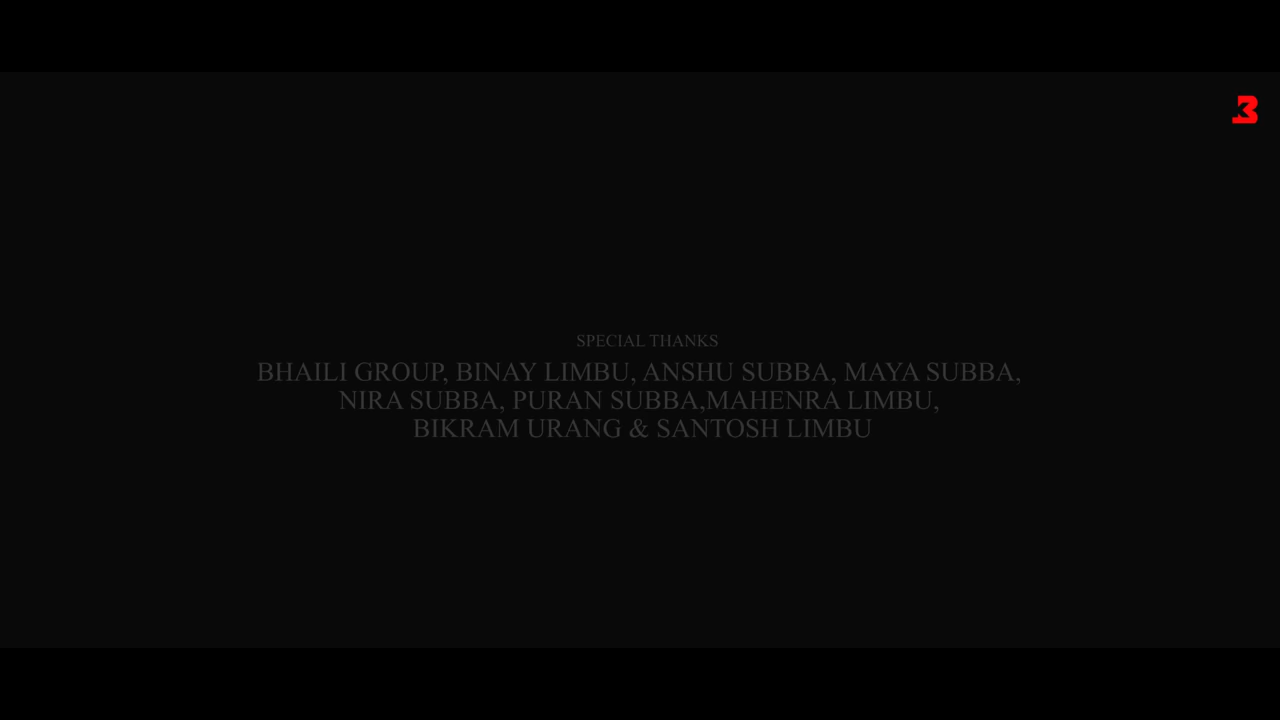 SPECIAL THANKS
BHAILI GROUP, BINAY LIMBU, ANSHU SUBBA, MAYA SUBBA,
NIRA SUBBA, PURAN SUBBA,MAHENRA LIMBU,
BIKRAM URANG & SANTOSH LIMBU